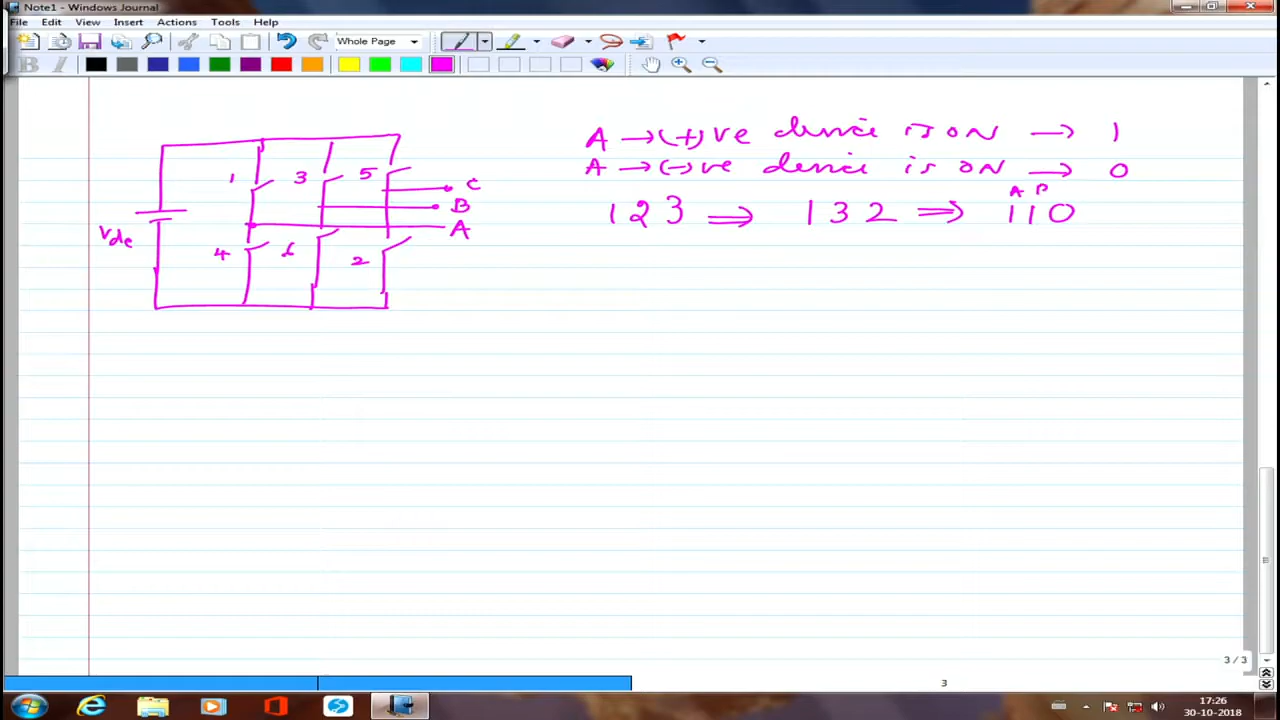 Note1 - Windows Journal
File Edit View Insert Actions Tools Help
Whole Page
B I
A → (+)ve device is ON → 1
A → (-)ve device is ON → 0
A B
1 2 3 ⇒ 1 3 2 ⇒ 1 1 0
1 3 5
C
B
A
Vdc
4 6 2
3 / 3
3
17:26
30-10-2018